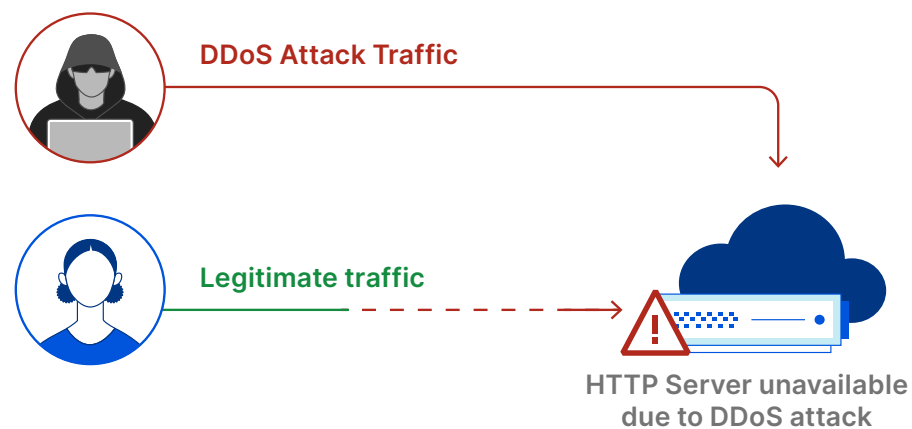 DDoS Attack Traffic
Legitimate traffic
HTTP Server unavailable
due to DDoS attack